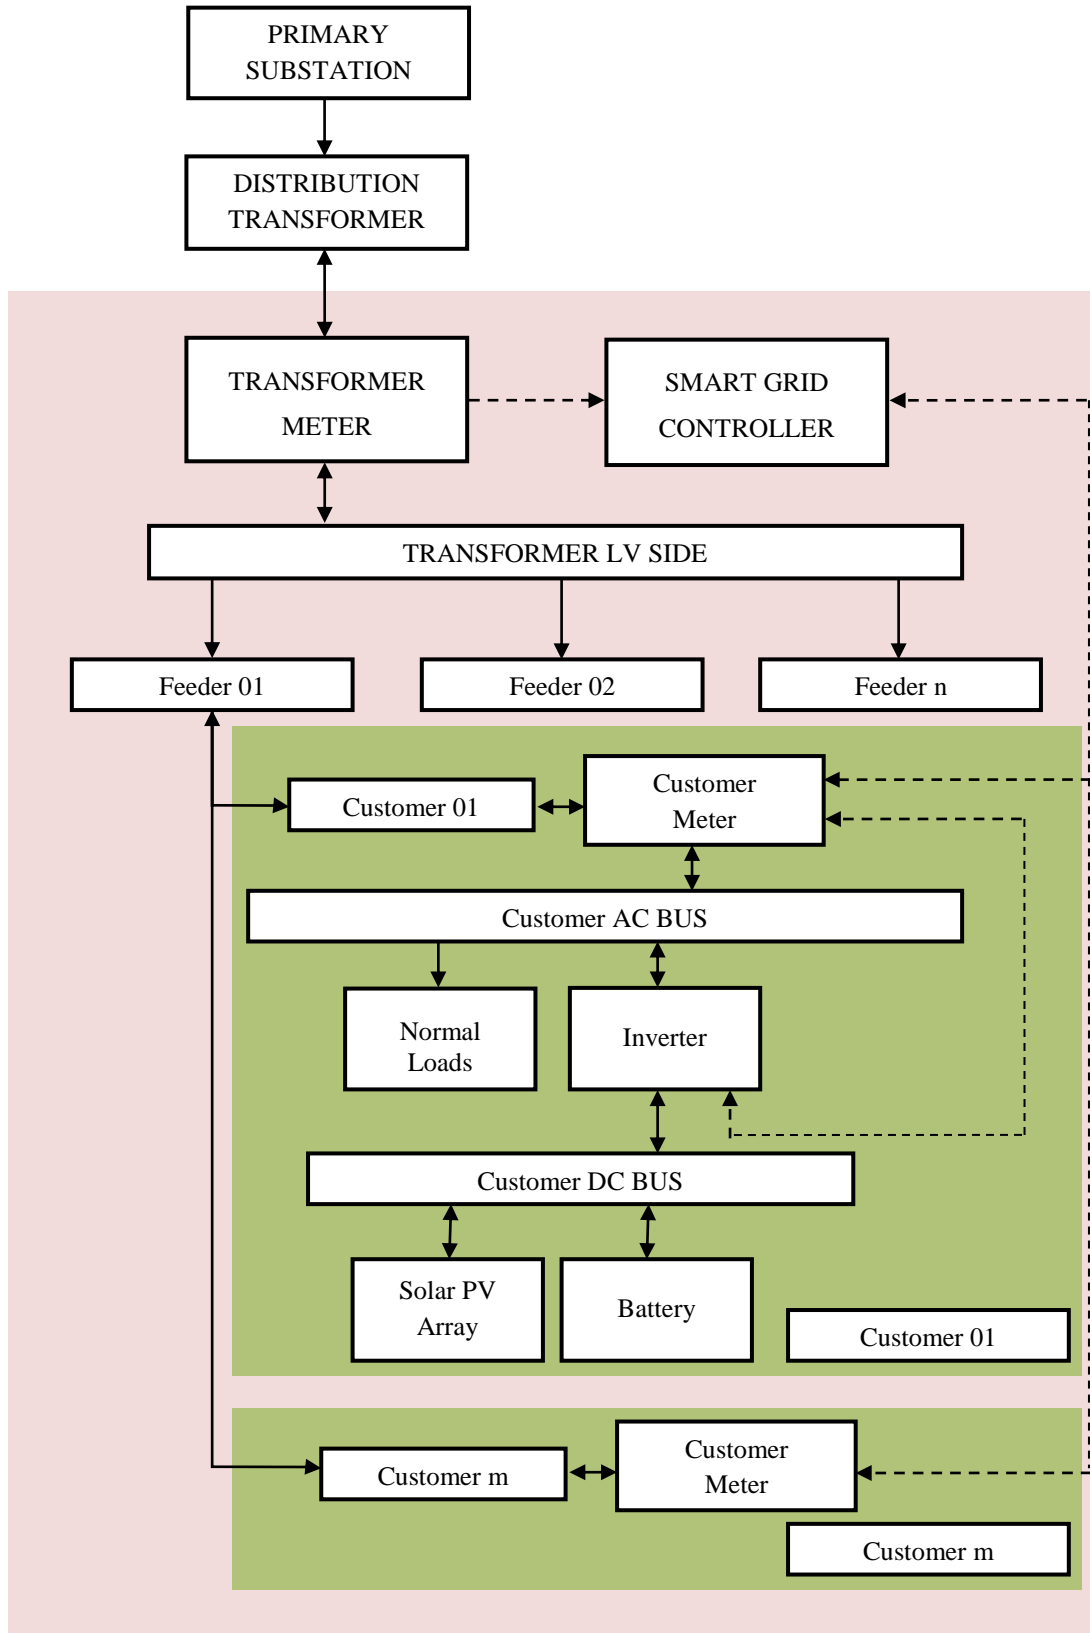 PRIMARY
SUBSTATION
DISTRIBUTION
TRANSFORMER
TRANSFORMER
METER
SMART GRID
CONTROLLER
TRANSFORMER LV SIDE
Feeder 01
Feeder 02
Feeder n
Customer 01
Customer
Meter
Customer AC BUS
Normal
Loads
Inverter
Customer DC BUS
Solar PV
Array
Battery
Customer 01
Customer m
Customer
Meter
Customer m